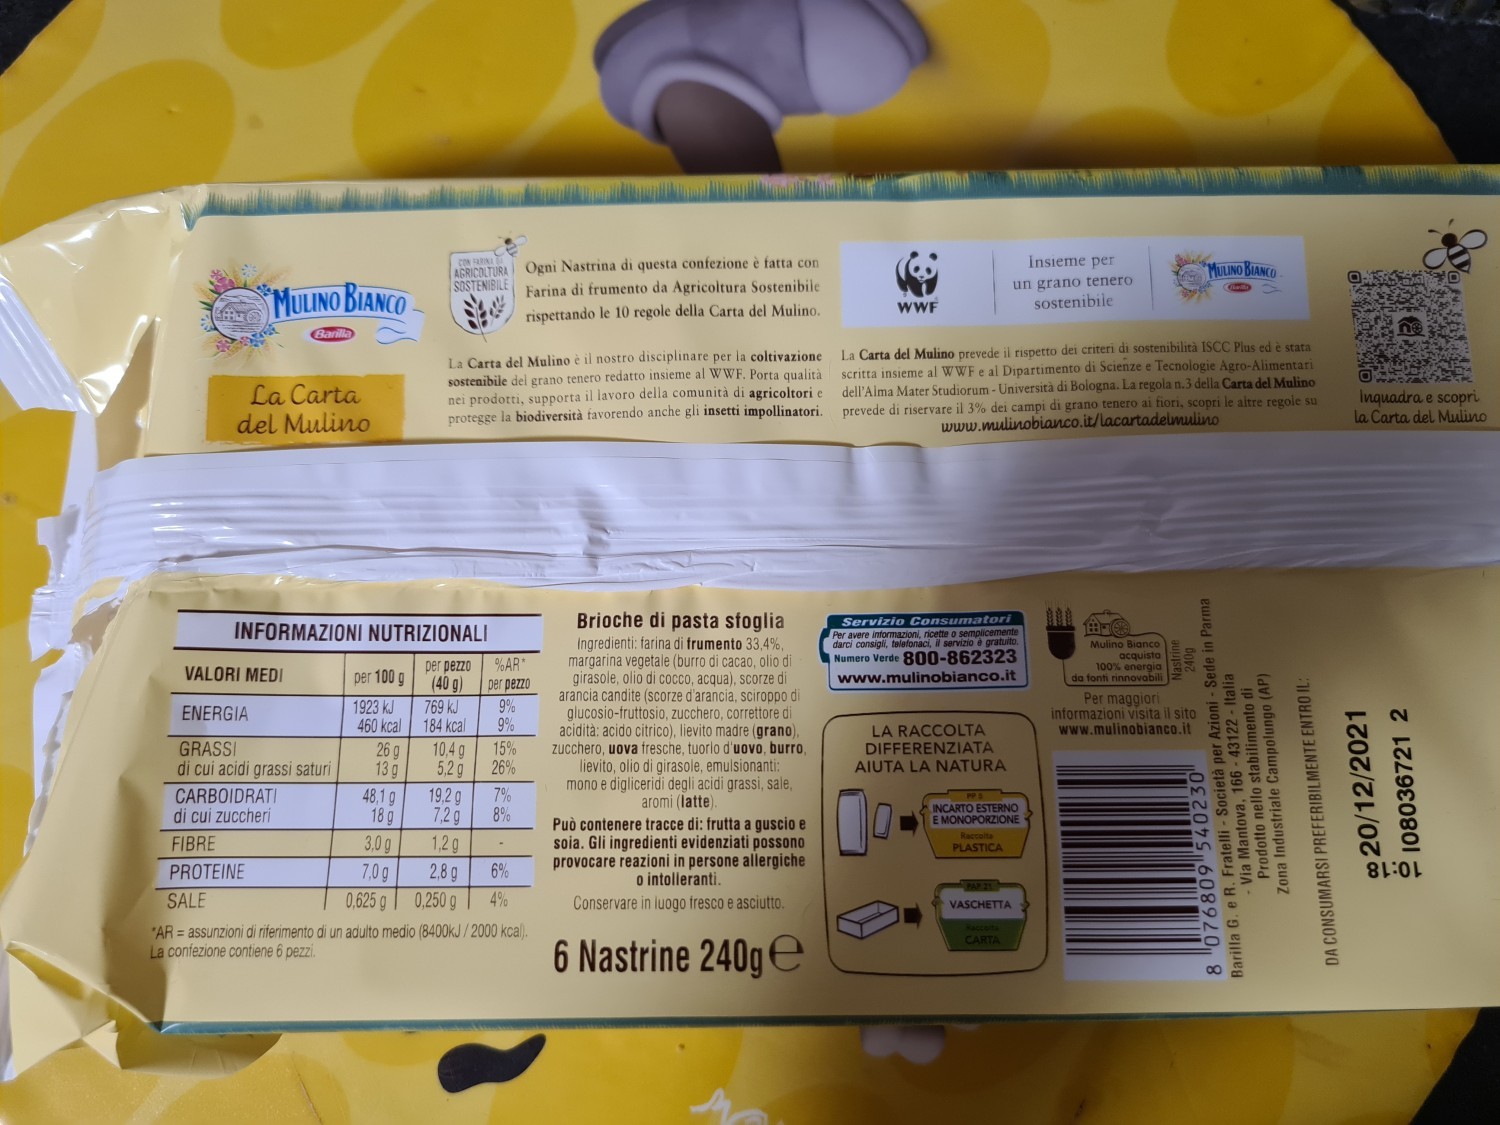 MULINO BIANCO
Barilla
La Carta
del Mulino
CON FARINA DI
AGRICOLTURA
SOSTENIBILE
Ogni Nastrina di questa confezione è fatta con
Farina di frumento da Agricoltura Sostenibile
rispettando le 10 regole della Carta del Mulino.
La Carta del Mulino è il nostro disciplinare per la coltivazione
sostenibile del grano tenero redatto insieme al WWF. Porta qualità
nei prodotti, supporta il lavoro della comunità di agricoltori e
protegge la biodiversità favorendo anche gli insetti impollinatori.
WWF
Insieme per
un grano tenero
sostenibile
MULINO BIANCO
Barilla
La Carta del Mulino prevede il rispetto dei criteri di sostenibilità ISCC Plus ed è stata
scritta insieme al WWF e al Dipartimento di Scienze e Tecnologie Agro-Alimentari
dell'Alma Mater Studiorum - Università di Bologna. La regola n.3 della Carta del Mulino
prevede di riservare il 3% dei campi di grano tenero ai fiori, scopri le altre regole su
www.mulinobianco.it/lacartadelmulino
Inquadra e scopri
la Carta del Mulino
INFORMAZIONI NUTRIZIONALI
VALORI MEDI per 100 g per pezzo (40 g) %AR* per pezzo
ENERGIA 1923 kJ 769 kJ 9%
460 kcal 184 kcal 9%
GRASSI 26 g 10,4 g 15%
di cui acidi grassi saturi 13 g 5,2 g 26%
CARBOIDRATI 48,1 g 19,2 g 7%
di cui zuccheri 18 g 7,2 g 8%
FIBRE 3,0 g 1,2 g -
PROTEINE 7,0 g 2,8 g 6%
SALE 0,625 g 0,250 g 4%
*AR = assunzioni di riferimento di un adulto medio (8400kJ / 2000 kcal).
La confezione contiene 6 pezzi.
Brioche di pasta sfoglia
Ingredienti: farina di frumento 33,4%,
margarina vegetale (burro di cacao, olio di
girasole, olio di cocco, acqua), scorze di
arancia candite (scorze d'arancia, sciroppo di
glucosio-fruttosio, zucchero, correttore di
acidità: acido citrico), lievito madre (grano),
zucchero, uova fresche, tuorlo d'uovo, burro,
lievito, olio di girasole, emulsionanti:
mono e digliceridi degli acidi grassi, sale,
aromi (latte).
Può contenere tracce di: frutta a guscio e
soia. Gli ingredienti evidenziati possono
provocare reazioni in persone allergiche
o intolleranti.
Conservare in luogo fresco e asciutto.
6 Nastrine 240g ℮
Servizio Consumatori
Per avere informazioni, ricette o semplicemente
darci consigli, telefonaci, il servizio è gratuito.
Numero Verde 800-862323
www.mulinobianco.it
LA RACCOLTA
DIFFERENZIATA
AIUTA LA NATURA
PP 5
INCARTO ESTERNO
E MONOPORZIONE
Raccolta
PLASTICA
PAP 21
VASCHETTA
Raccolta
CARTA
Mulino Bianco
acquista
100% energia
da fonti rinnovabili
Nastrine
240g
Per maggiori
informazioni visita il sito
www.mulinobianco.it
8 076809 540230
Barilla G. e R. Fratelli - Società per Azioni - Sede in Parma
- Via Mantova, 166 - 43122 - Italia
Prodotto nello stabilimento di
Zona Industriale Campolungo (AP)
DA CONSUMARSI PREFERIBILMENTE ENTRO IL:
20/12/2021
I08036721 2